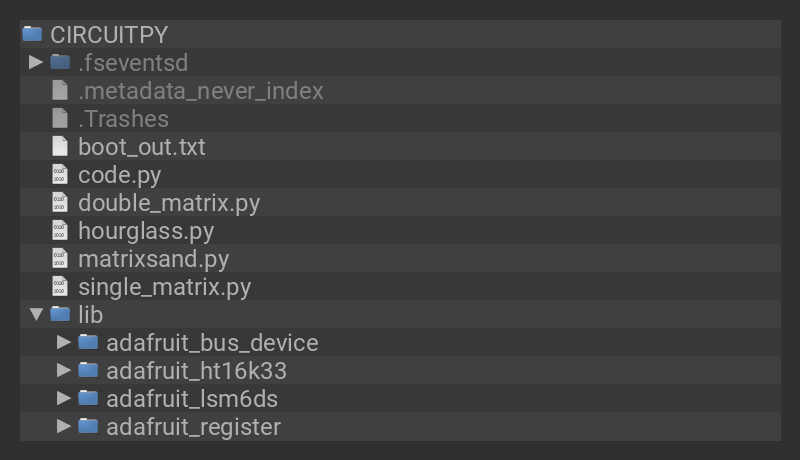 CIRCUITPY
.fseventsd
.metadata_never_index
.Trashes
boot_out.txt
code.py
double_matrix.py
hourglass.py
matrixsand.py
single_matrix.py
lib
adafruit_bus_device
adafruit_ht16k33
adafruit_lsm6ds
adafruit_register